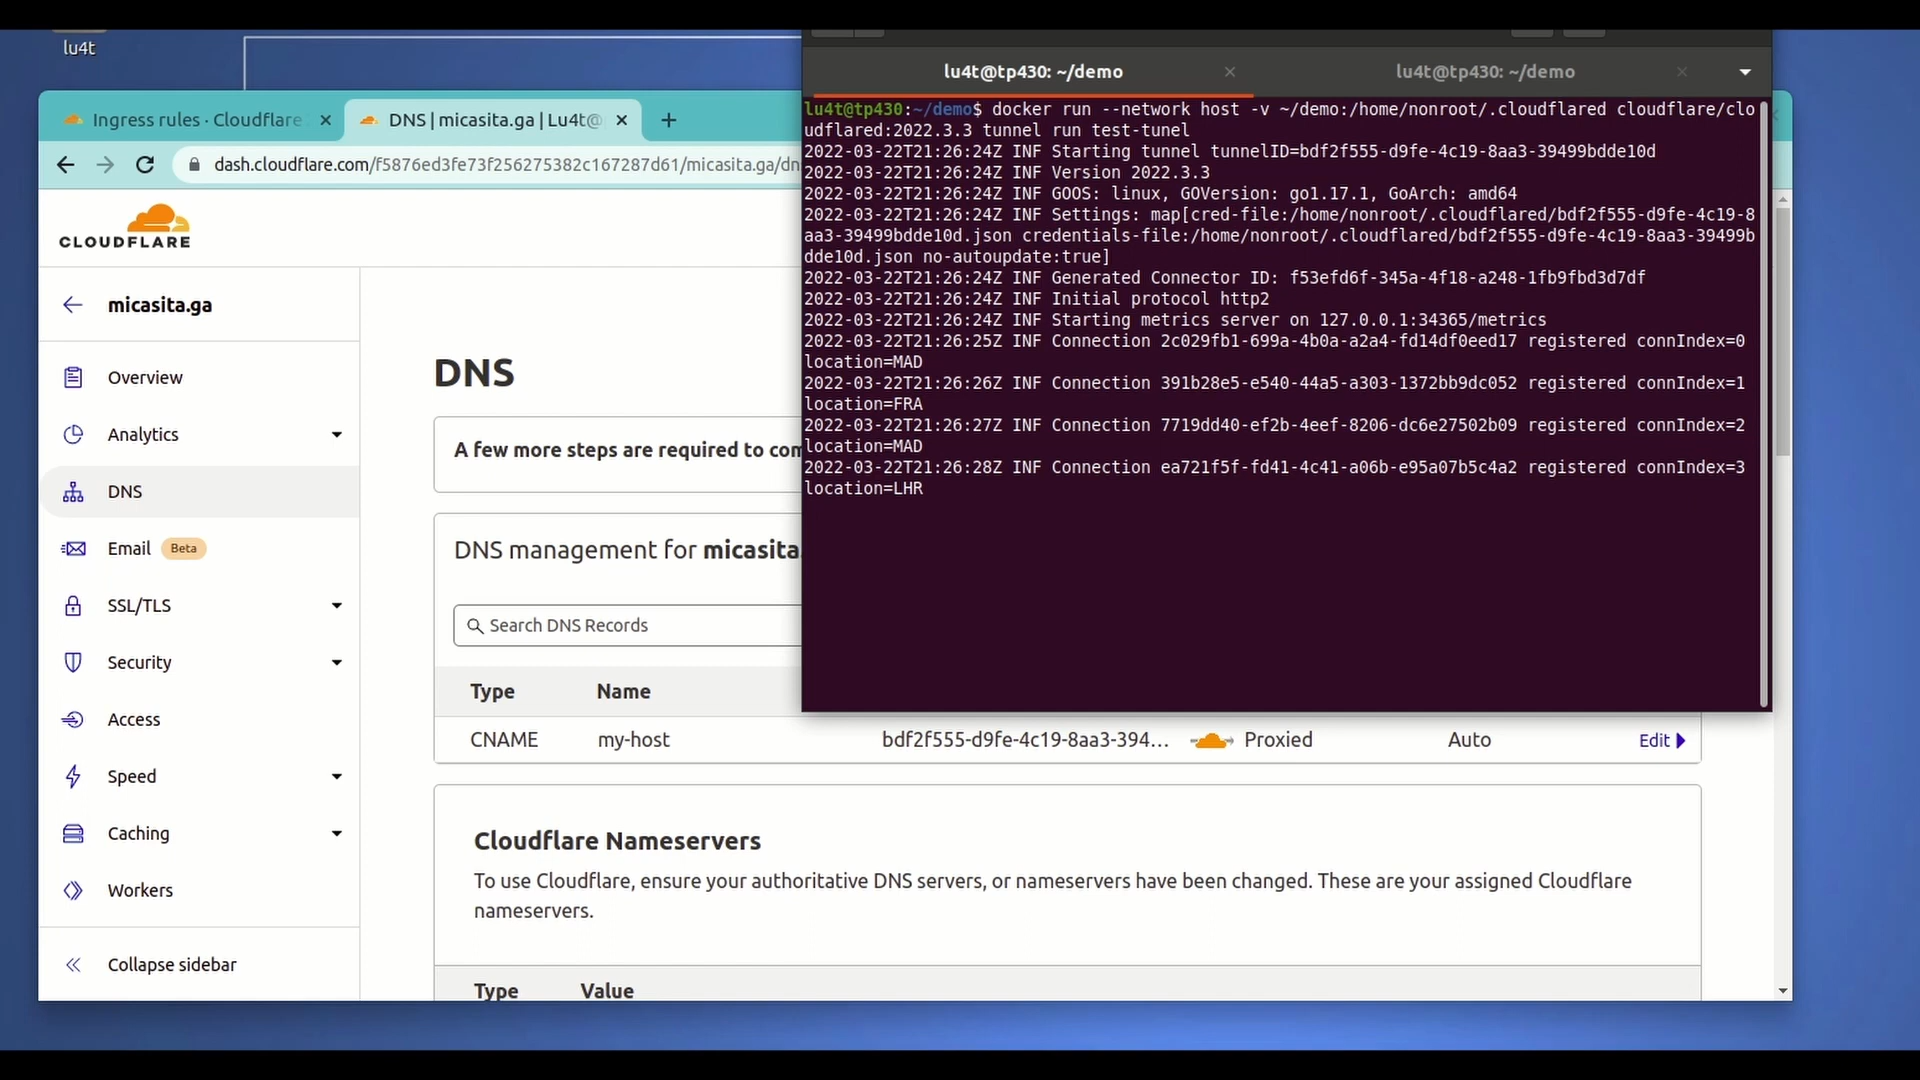 lu4t
lu4t@tp430: ~/demo
lu4t@tp430: ~/demo
lu4t@tp430:~/demo$ docker run --network host -v ~/demo:/home/nonroot/.cloudflared cloudflare/clo
udflared:2022.3.3 tunnel run test-tunel
2022-03-22T21:26:24Z INF Starting tunnel tunnelID=bdf2f555-d9fe-4c19-8aa3-39499bdde10d
2022-03-22T21:26:24Z INF Version 2022.3.3
2022-03-22T21:26:24Z INF GOOS: linux, GOVersion: go1.17.1, GoArch: amd64
2022-03-22T21:26:24Z INF Settings: map[cred-file:/home/nonroot/.cloudflared/bdf2f555-d9fe-4c19-8
aa3-39499bdde10d.json credentials-file:/home/nonroot/.cloudflared/bdf2f555-d9fe-4c19-8aa3-39499b
dde10d.json no-autoupdate:true]
2022-03-22T21:26:24Z INF Generated Connector ID: f53efd6f-345a-4f18-a248-1fb9fbd3d7df
2022-03-22T21:26:24Z INF Initial protocol http2
2022-03-22T21:26:24Z INF Starting metrics server on 127.0.0.1:34365/metrics
2022-03-22T21:26:25Z INF Connection 2c029fb1-699a-4b0a-a2a4-fd14df0eed17 registered connIndex=0
location=MAD
2022-03-22T21:26:26Z INF Connection 391b28e5-e540-44a5-a303-1372bb9dc052 registered connIndex=1
location=FRA
2022-03-22T21:26:27Z INF Connection 7719dd40-ef2b-4eef-8206-dc6e27502b09 registered connIndex=2
location=MAD
2022-03-22T21:26:28Z INF Connection ea721f5f-fd41-4c41-a06b-e95a07b5c4a2 registered connIndex=3
location=LHR
Ingress rules · Cloudflare
DNS | micasita.ga | Lu4t@
dash.cloudflare.com/f5876ed3fe73f256275382c167287d61/micasita.ga/dn
CLOUDFLARE
micasita.ga
Overview
Analytics
DNS
Email Beta
SSL/TLS
Security
Access
Speed
Caching
Workers
Collapse sidebar
DNS
A few more steps are required to com
DNS management for micasita.
Search DNS Records
Type Name
CNAME my-host bdf2f555-d9fe-4c19-8aa3-394... Proxied Auto Edit
Cloudflare Nameservers
To use Cloudflare, ensure your authoritative DNS servers, or nameservers have been changed. These are your assigned Cloudflare
nameservers.
Type Value